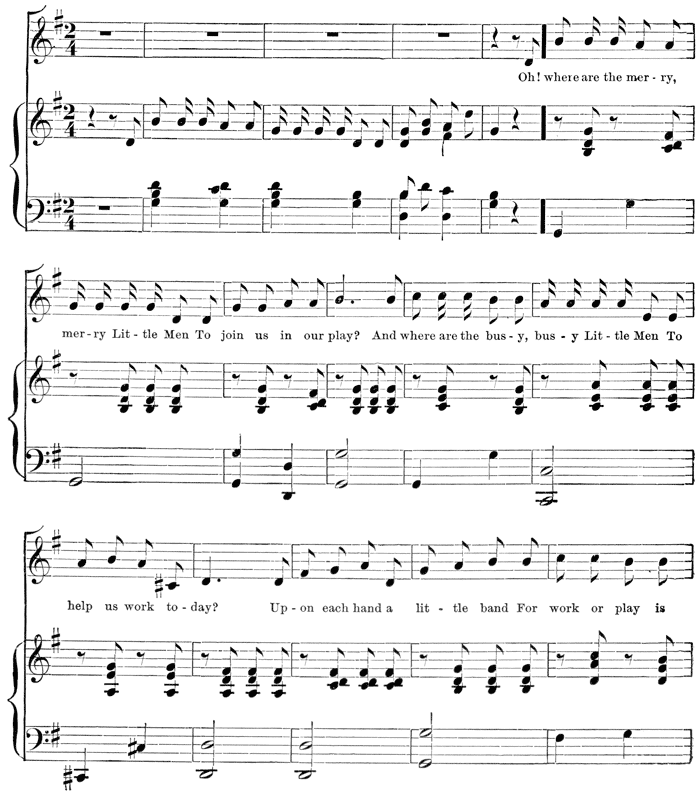 Oh! where are the mer - ry,
mer - ry Lit - tle Men To join us in our play? And where are the bus - y, bus - y Lit - tle Men To
help us work to - day? Up - on each hand a lit - tle band For work or play is